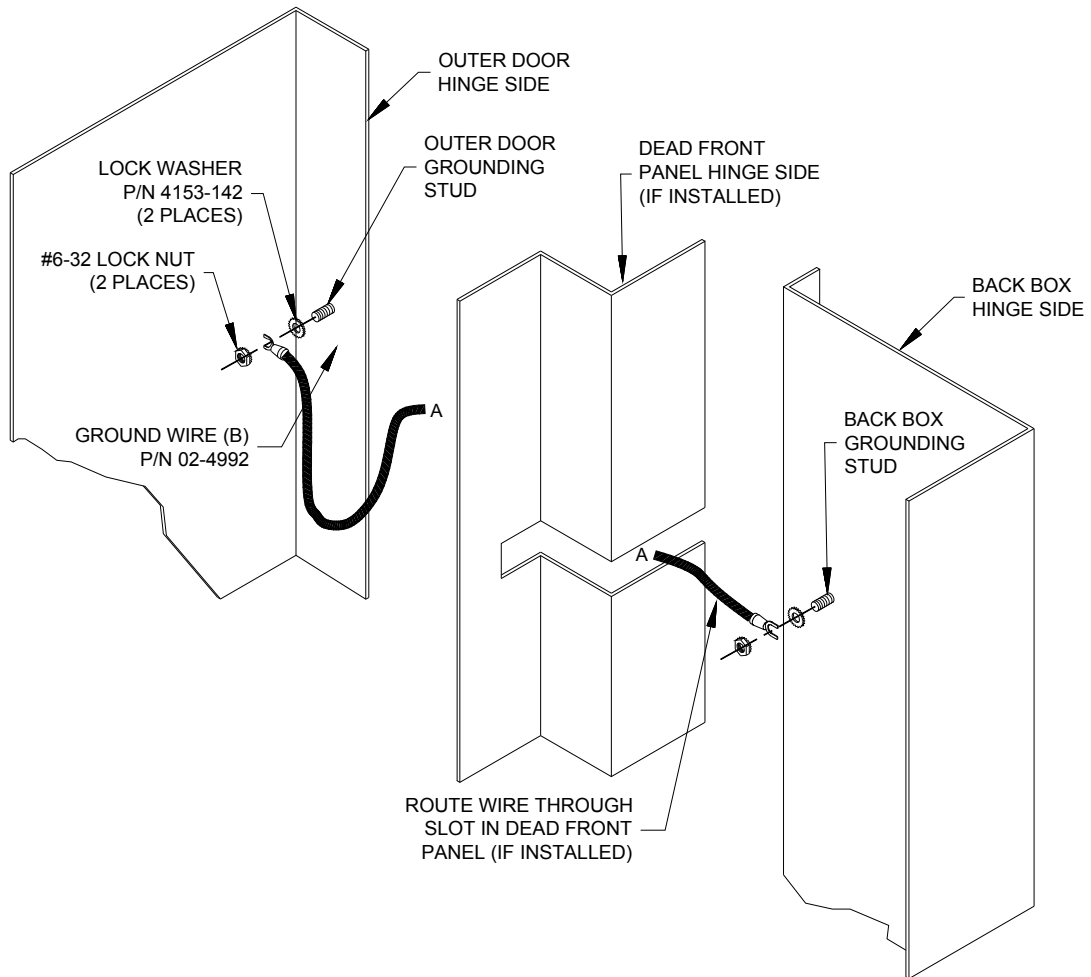 OUTER DOOR
HINGE SIDE
OUTER DOOR
GROUNDING
STUD
LOCK WASHER
P/N 4153-142
(2 PLACES)
#6-32 LOCK NUT
(2 PLACES)
GROUND WIRE (B)
P/N 02-4992
A
DEAD FRONT
PANEL HINGE SIDE
(IF INSTALLED)
BACK BOX
HINGE SIDE
BACK BOX
GROUNDING
STUD
A
ROUTE WIRE THROUGH
SLOT IN DEAD FRONT
PANEL (IF INSTALLED)